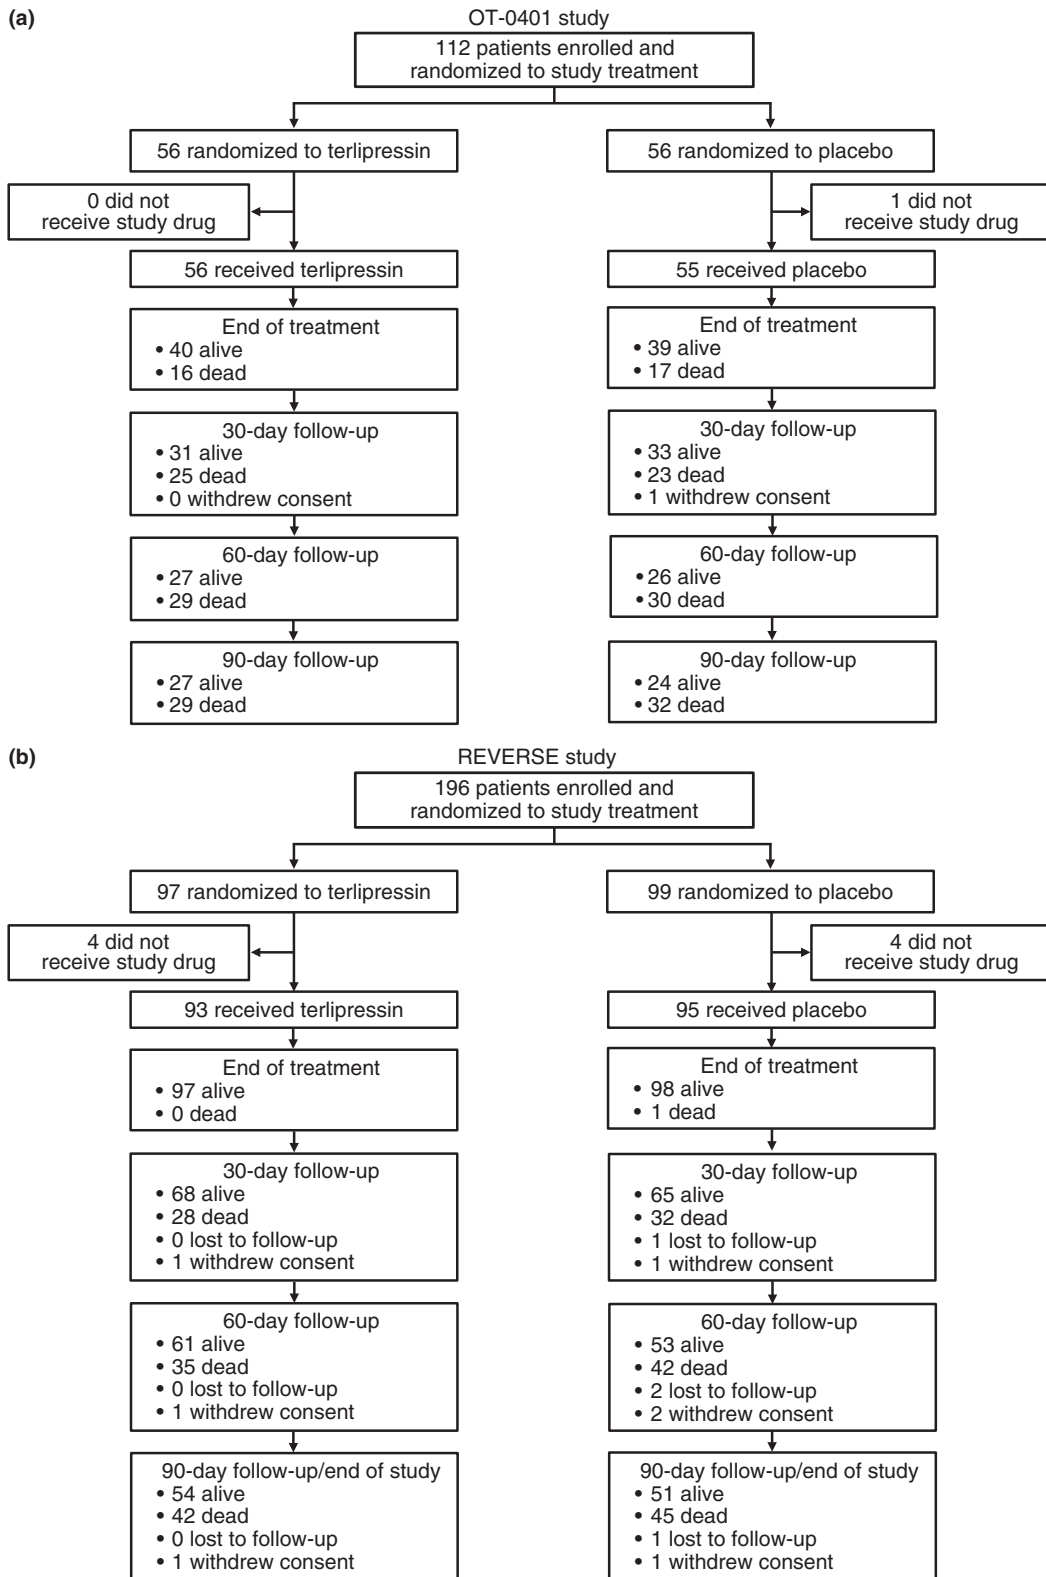 (a)
OT-0401 study
112 patients enrolled and
randomized to study treatment
56 randomized to terlipressin
56 randomized to placebo
0 did not
receive study drug
1 did not
receive study drug
56 received terlipressin
55 received placebo
End of treatment
• 40 alive
• 16 dead
End of treatment
• 39 alive
• 17 dead
30-day follow-up
• 31 alive
• 25 dead
• 0 withdrew consent
30-day follow-up
• 33 alive
• 23 dead
• 1 withdrew consent
60-day follow-up
• 27 alive
• 29 dead
60-day follow-up
• 26 alive
• 30 dead
90-day follow-up
• 27 alive
• 29 dead
90-day follow-up
• 24 alive
• 32 dead
(b)
REVERSE study
196 patients enrolled and
randomized to study treatment
97 randomized to terlipressin
99 randomized to placebo
4 did not
receive study drug
4 did not
receive study drug
93 received terlipressin
95 received placebo
End of treatment
• 97 alive
• 0 dead
End of treatment
• 98 alive
• 1 dead
30-day follow-up
• 68 alive
• 28 dead
• 0 lost to follow-up
• 1 withdrew consent
30-day follow-up
• 65 alive
• 32 dead
• 1 lost to follow-up
• 1 withdrew consent
60-day follow-up
• 61 alive
• 35 dead
• 0 lost to follow-up
• 1 withdrew consent
60-day follow-up
• 53 alive
• 42 dead
• 2 lost to follow-up
• 2 withdrew consent
90-day follow-up/end of study
• 54 alive
• 42 dead
• 0 lost to follow-up
• 1 withdrew consent
90-day follow-up/end of study
• 51 alive
• 45 dead
• 1 lost to follow-up
• 1 withdrew consent